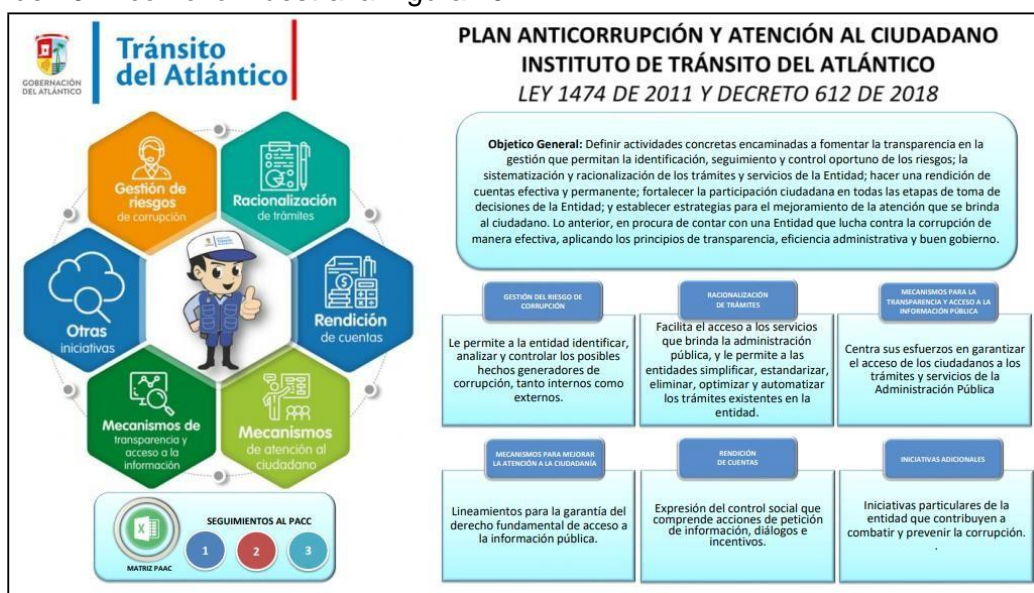 GOBERNACIÓN
DEL ATLÁNTICO
Tránsito
del Atlántico
PLAN ANTICORRUPCIÓN Y ATENCIÓN AL CIUDADANO
INSTITUTO DE TRÁNSITO DEL ATLÁNTICO
LEY 1474 DE 2011 Y DECRETO 612 DE 2018
Objetico General: Definir actividades concretas encaminadas a fomentar la transparencia en la
gestión que permitan la identificación, seguimiento y control oportuno de los riesgos; la
sistematización y racionalización de los trámites y servicios de la Entidad; hacer una rendición de
cuentas efectiva y permanente; fortalecer la participación ciudadana en todas las etapas de toma de
decisiones de la Entidad; y establecer estrategias para el mejoramiento de la atención que se brinda
al ciudadano. Lo anterior, en procura de contar con una Entidad que lucha contra la corrupción de
manera efectiva, aplicando los principios de transparencia, eficiencia administrativa y buen gobierno.
Gestión de
riesgos
de corrupción
Racionalización
de trámites
Otras
iniciativas
Rendición
de cuentas
Mecanismos de
transparencia y
acceso a la
información
Mecanismos
de atención al
ciudadano
MATRIZ PAAC
SEGUIMIENTOS AL PACC
1
2
3
GESTIÓN DEL RIESGO DE
CORRUPCIÓN
Le permite a la entidad identificar,
analizar y controlar los posibles
hechos generadores de
corrupción, tanto internos como
externos.
RACIONALIZACIÓN
DE TRÁMITES
Facilita el acceso a los servicios
que brinda la administración
pública, y le permite a las
entidades simplificar, estandarizar,
eliminar, optimizar y automatizar
los trámites existentes en la
entidad.
MECANISMOS PARA LA
TRANSPARENCIA Y ACCESO A LA
INFORMACIÓN PÚBLICA
Centra sus esfuerzos en garantizar
el acceso de los ciudadanos a los
trámites y servicios de la
Administración Pública
MECANISMOS PARA MEJORAR
LA ATENCIÓN A LA CIUDADANÍA
Lineamientos para la garantía del
derecho fundamental de acceso a
la información pública.
RENDICIÓN
DE CUENTAS
Expresión del control social que
comprende acciones de petición
de información, diálogos e
incentivos.
INICIATIVAS ADICIONALES
Iniciativas particulares de la
entidad que contribuyen a
combatir y prevenir la corrupción.
.